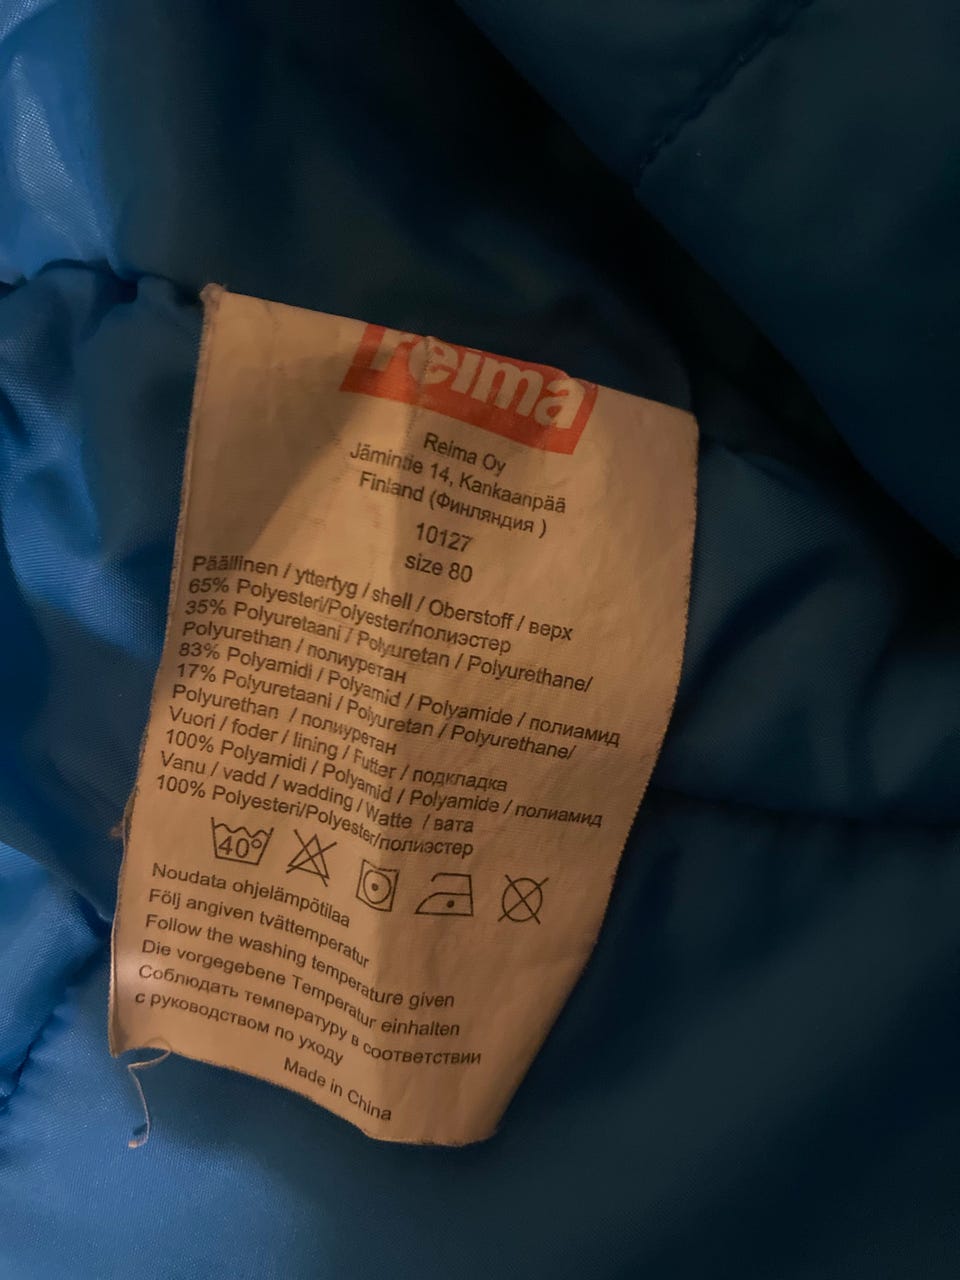 reima
Reima Oy
Jämintie 14, Kankaanpää
Finland (Финляндия )
10127
size 80
Päällinen / yttertyg / shell / Oberstoff / верх
65% Polyesteri/Polyester/полиэстер
35% Polyuretaani / Polyuretan / Polyurethane/
Polyurethan / полиуретан
83% Polyamidi / Polyamid / Polyamide / полиамид
17% Polyuretaani / Polyuretan / Polyurethane/
Polyurethan / полиуретан
Vuori / foder / lining / Futter / подкладка
100% Polyamidi / Polyamid / Polyamide / полиамид
Vanu / vadd / wadding / Watte / вата
100% Polyesteri/Polyester/полиэстер
40°
Noudata ohjelämpötilaa
Följ angiven tvättemperatur
Follow the washing temperature given
Die vorgegebene Temperatur einhalten
Соблюдать температуру в соответствии
с руководством по уходу
Made in China